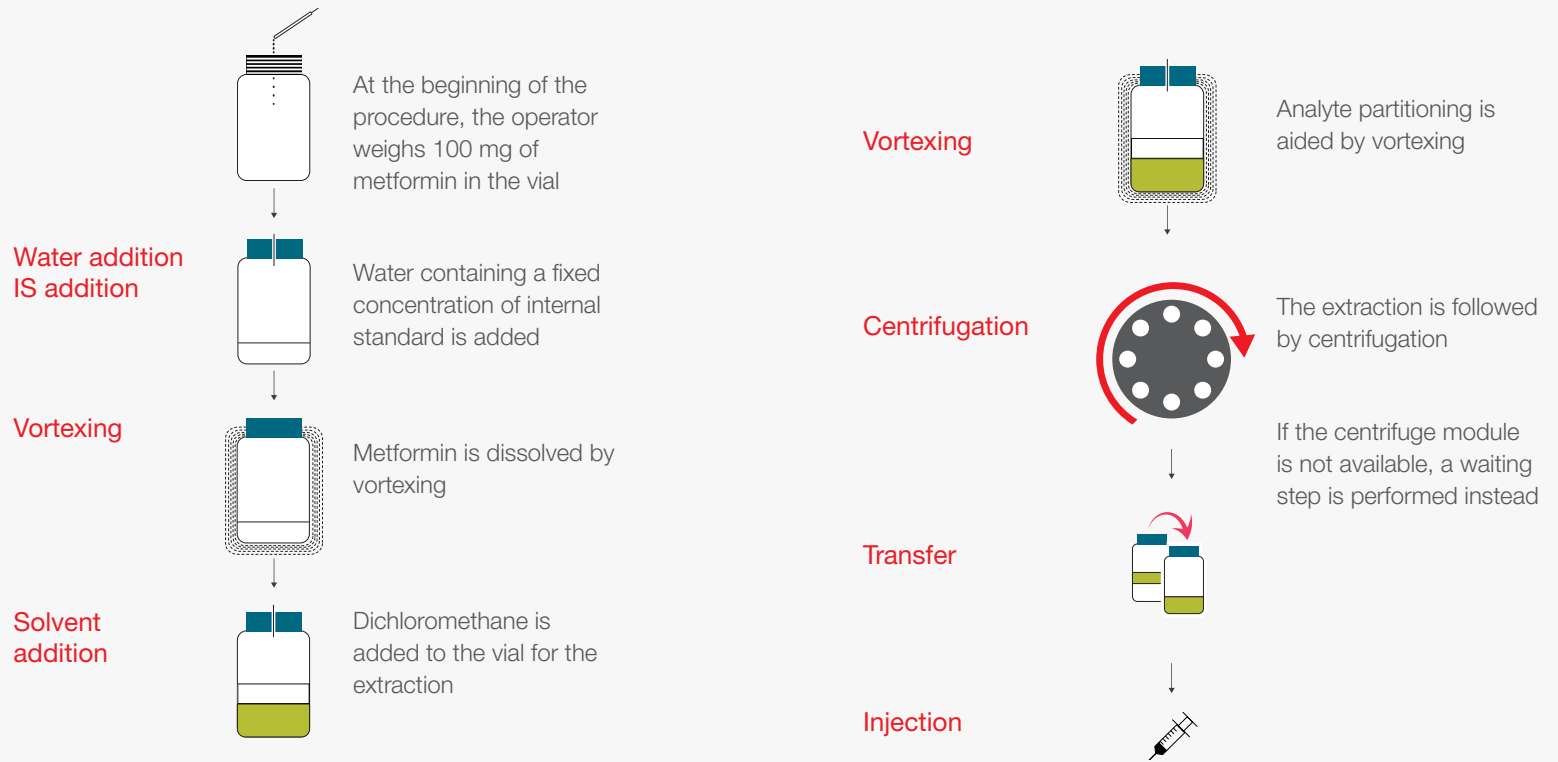 At the beginning of the
procedure, the operator
weighs 100 mg of
metformin in the vial
Water addition
IS addition
Water containing a fixed
concentration of internal
standard is added
Vortexing
Metformin is dissolved by
vortexing
Solvent
addition
Dichloromethane is
added to the vial for the
extraction
Vortexing
Analyte partitioning is
aided by vortexing
Centrifugation
The extraction is followed
by centrifugation
If the centrifuge module
is not available, a waiting
step is performed instead
Transfer
Injection